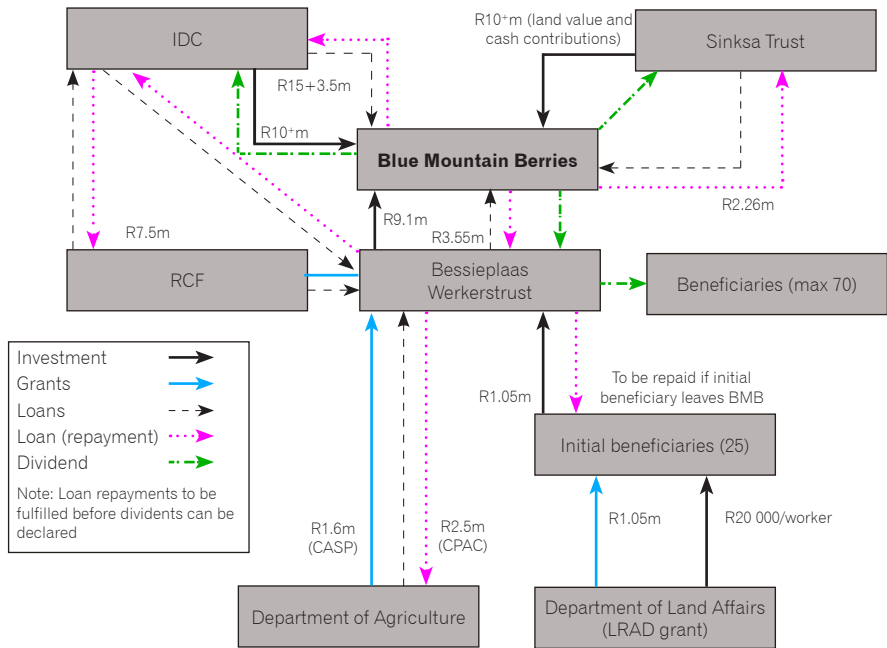 IDC
R10⁺m (land value and
cash contributions)
Sinksa Trust
R15+3.5m
R10⁺m
Blue Mountain Berries
R9.1m
R2.26m
R7.5m
R3.55m
RCF
Bessieplaas
Werkerstrust
Beneficiaries (max 70)
Investment
Grants
Loans
Loan (repayment)
Dividend
Note: Loan repayments to be
fulfilled before dividents can be
declared
To be repaid if initial
beneficiary leaves BMB
R1.05m
Initial beneficiaries (25)
R1.6m
(CASP)
R2.5m
(CPAC)
R1.05m
R20 000/worker
Department of Agriculture
Department of Land Affairs
(LRAD grant)